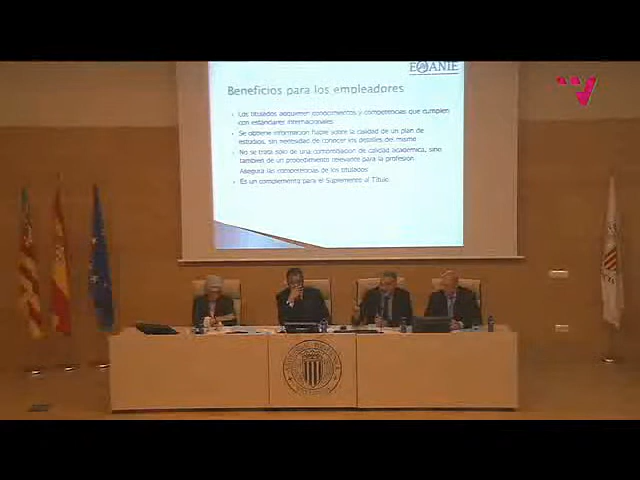 EQANIE
Beneficios para los empleadores
Los titulados adquieren conocimientos y competencias que cumplen
con estándares internacionales
Se obtiene información fiable sobre la calidad de un plan de
estudios, sin necesidad de conocer los detalles del mismo
No se trata sólo de una combinación de calidad académica, sino
también de un procedimiento relevante para la profesión
Asegura las competencias de los titulados
Es un complemento para el Suplemento al Título